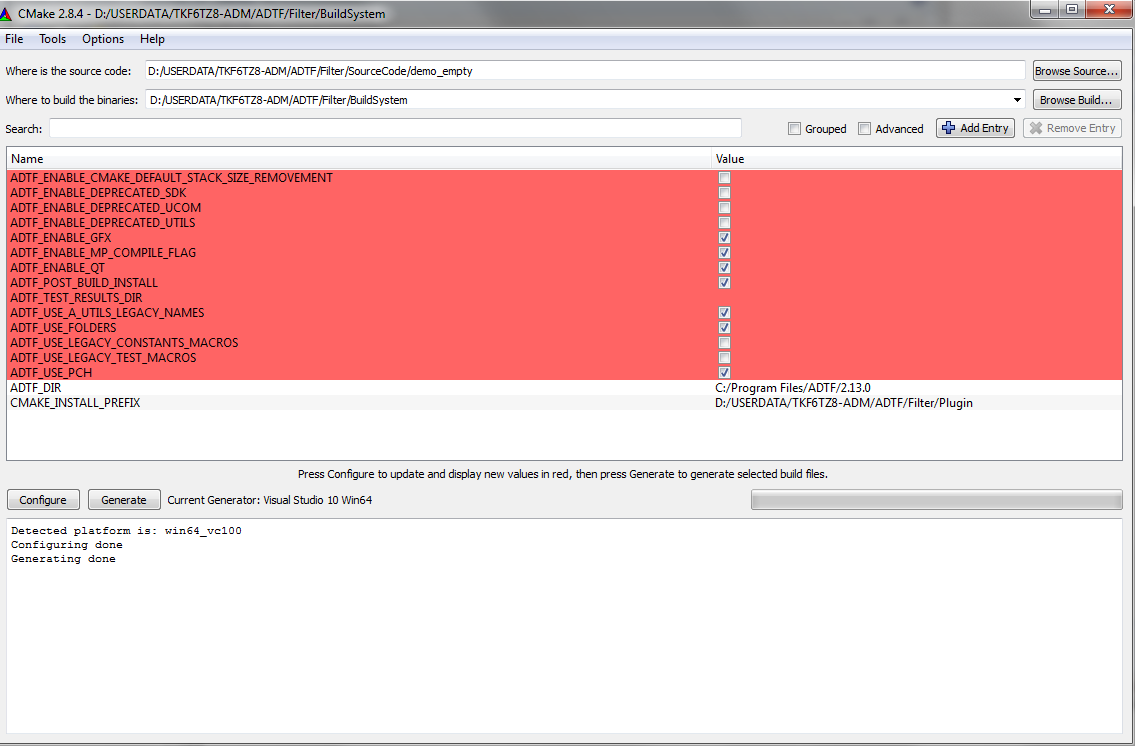 CMake 2.8.4 - D:/USERDATA/TKF6TZ8-ADM/ADTF/Filter/BuildSystem
File Tools Options Help
Where is the source code: D:/USERDATA/TKF6TZ8-ADM/ADTF/Filter/SourceCode/demo_empty Browse Source...
Where to build the binaries: D:/USERDATA/TKF6TZ8-ADM/ADTF/Filter/BuildSystem Browse Build...
Search: Grouped Advanced Add Entry Remove Entry
Name Value
ADTF_ENABLE_CMAKE_DEFAULT_STACK_SIZE_REMOVEMENT
ADTF_ENABLE_DEPRECATED_SDK
ADTF_ENABLE_DEPRECATED_UCOM
ADTF_ENABLE_DEPRECATED_UTILS
ADTF_ENABLE_GFX
ADTF_ENABLE_MP_COMPILE_FLAG
ADTF_ENABLE_QT
ADTF_POST_BUILD_INSTALL
ADTF_TEST_RESULTS_DIR
ADTF_USE_A_UTILS_LEGACY_NAMES
ADTF_USE_FOLDERS
ADTF_USE_LEGACY_CONSTANTS_MACROS
ADTF_USE_LEGACY_TEST_MACROS
ADTF_USE_PCH
ADTF_DIR C:/Program Files/ADTF/2.13.0
CMAKE_INSTALL_PREFIX D:/USERDATA/TKF6TZ8-ADM/ADTF/Filter/Plugin
Press Configure to update and display new values in red, then press Generate to generate selected build files.
Configure Generate Current Generator: Visual Studio 10 Win64
Detected platform is: win64_vc100
Configuring done
Generating done